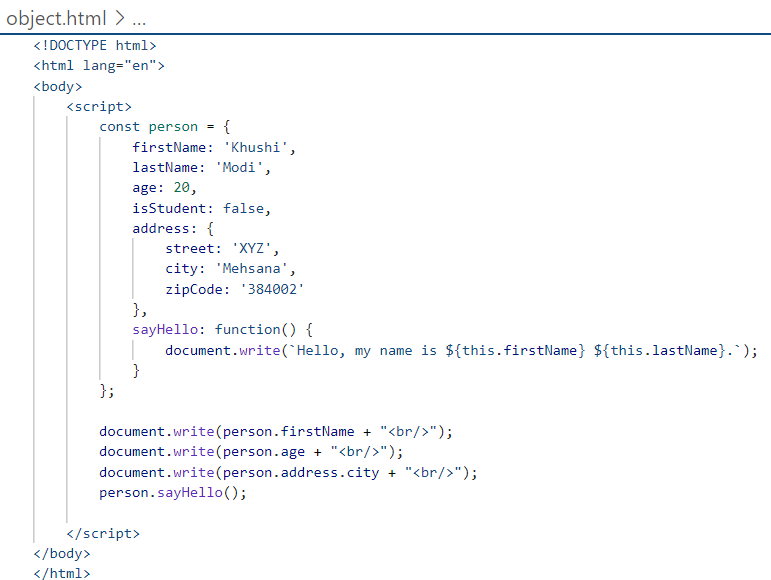 object.html > ...
<!DOCTYPE html>
<html lang="en">
<body>
    <script>
        const person = {
            firstName: 'Khushi',
            lastName: 'Modi',
            age: 20,
            isStudent: false,
            address: {
                street: 'XYZ',
                city: 'Mehsana',
                zipCode: '384002'
            },
            sayHello: function() {
                document.write(`Hello, my name is ${this.firstName} ${this.lastName}.`);
            }
        };

        document.write(person.firstName + "<br/>");
        document.write(person.age + "<br/>");
        document.write(person.address.city + "<br/>");
        person.sayHello();

    </script>
</body>
</html>